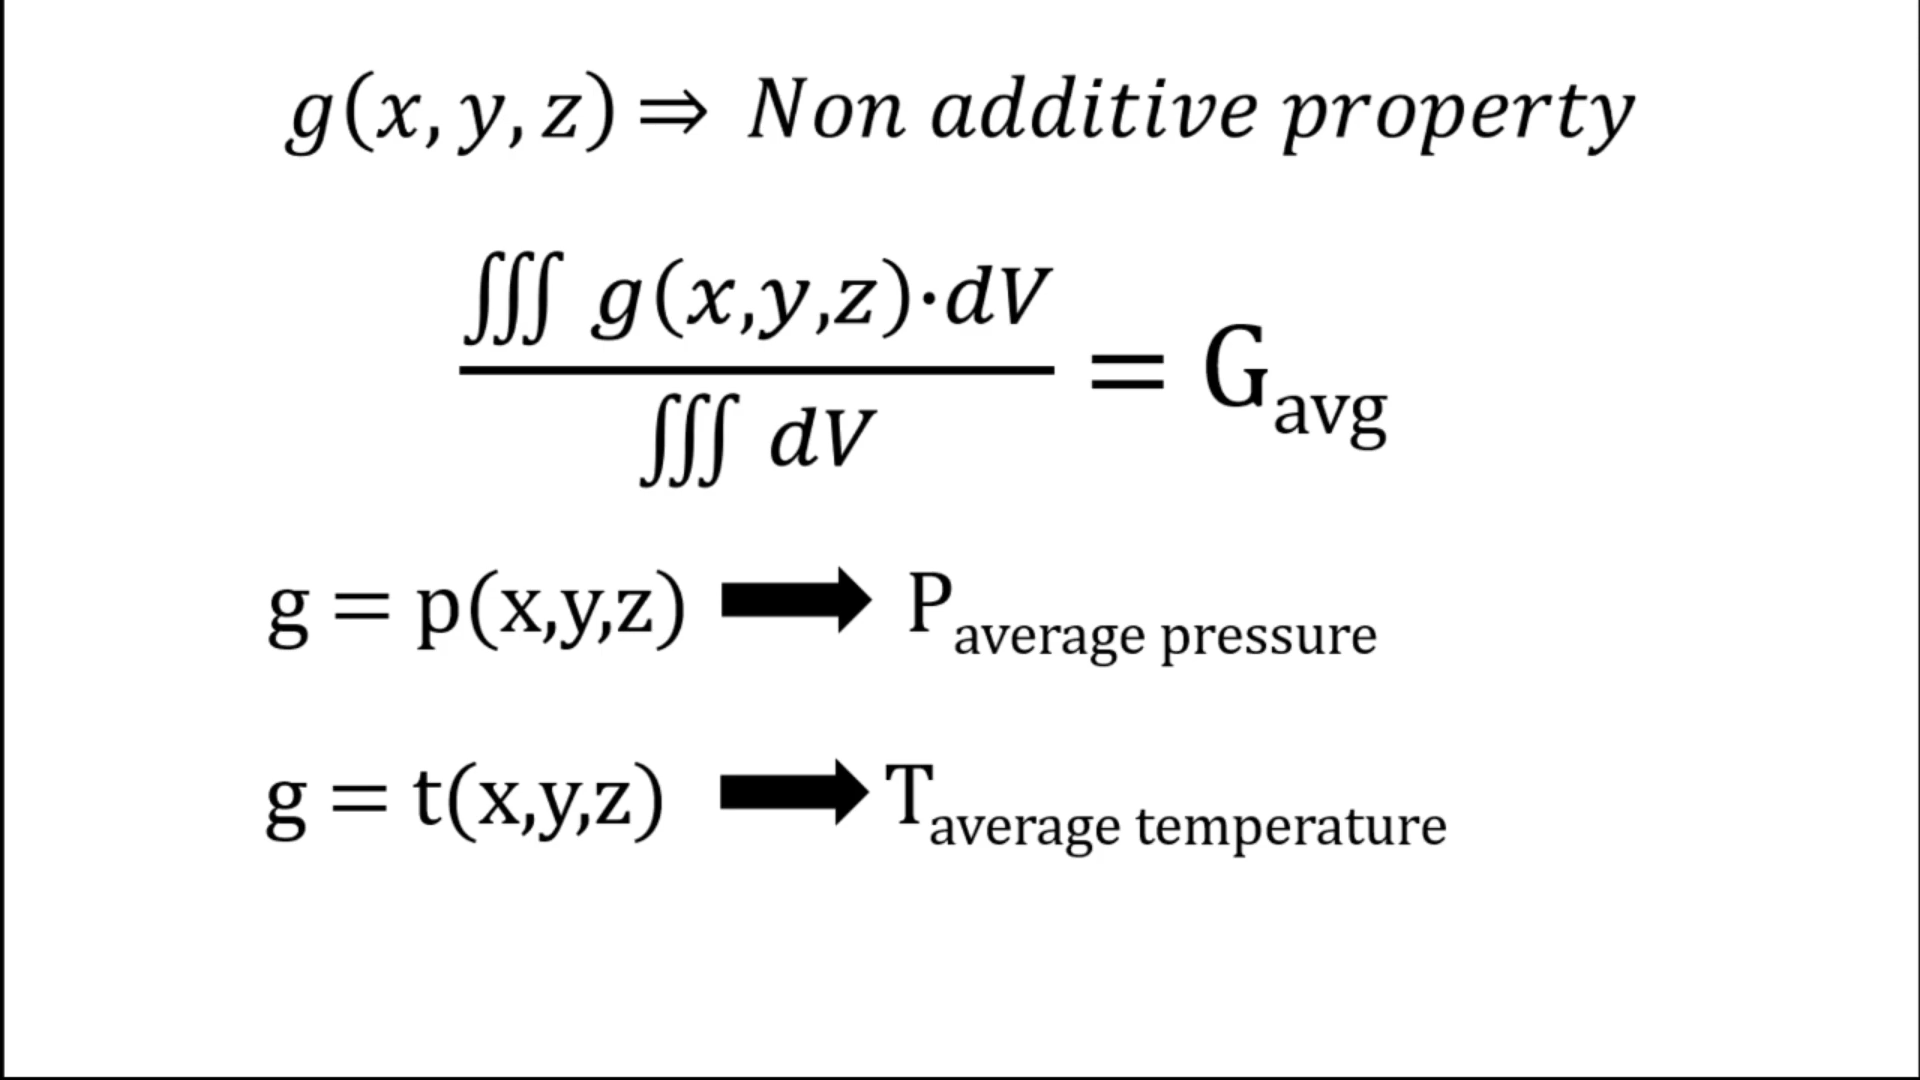 g(x, y, z) ⇒ Non additive property
∭ g(x,y,z)·dV
∭ dV
= G_avg
g = p(x,y,z) ➡ P_average pressure
g = t(x,y,z) ➡ T_average temperature